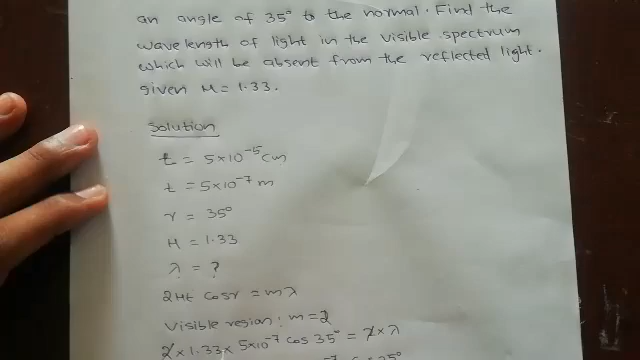 an angle of 35° to the normal. Find the
wavelength of light in the visible spectrum
which will be absent from the reflected light.
given μ = 1.33.
Solution
t = 5×10⁻⁵ cm
t = 5×10⁻⁷ m
r = 35°
μ = 1.33
λ = ?
2μt cosr = mλ
Visible region: m=2
2×1.33×5×10⁻⁷ cos 35° = 2×λ